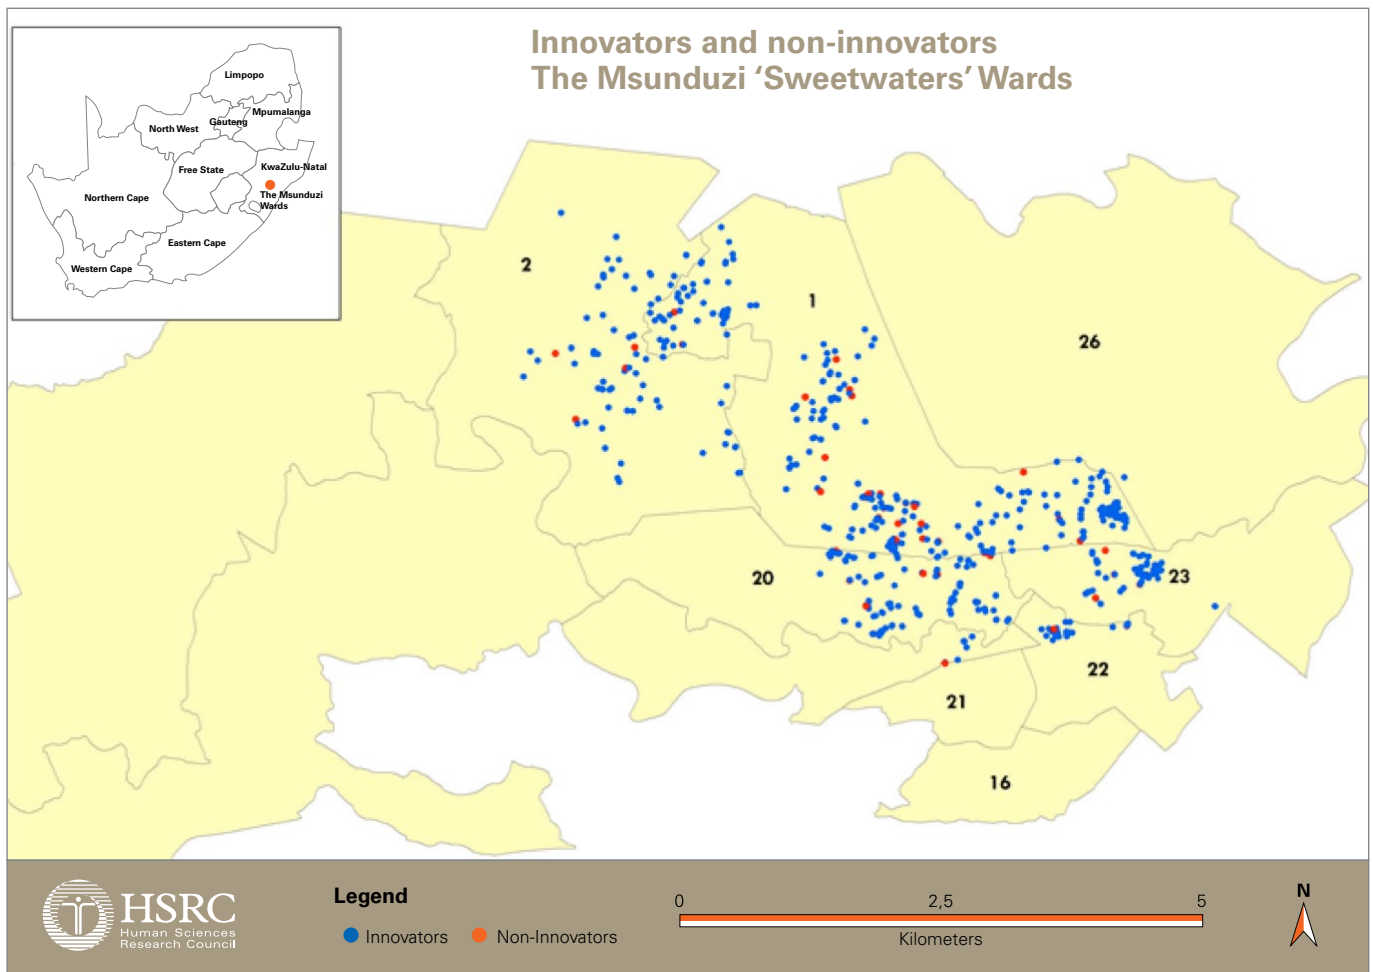 Innovators and non-innovators
The Msunduzi ‘Sweetwaters’ Wards
Limpopo
Mpumalanga
Gauteng
North West
Free State
KwaZulu-Natal
Northern Cape
The Msunduzi
Wards
Eastern Cape
Western Cape
2
1
26
20
23
22
21
16
HSRC
Human Sciences
Research Council
Legend
Innovators
Non-Innovators
0
2,5
5
Kilometers
N